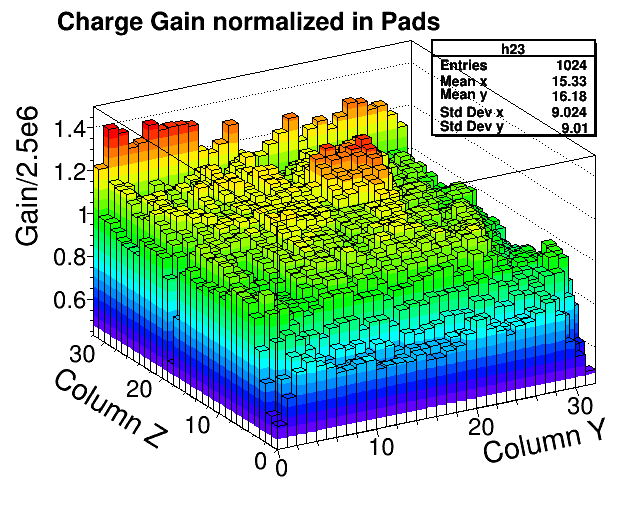 Charge Gain normalized in Pads
h23
Entries 1024
Mean x 15.33
Mean y 16.18
Std Dev x 9.024
Std Dev y 9.01
Gain/2.5e6
1.4
1.2
1
0.8
0.6
30
20
10
0
Column Z
0
10
20
30
Column Y